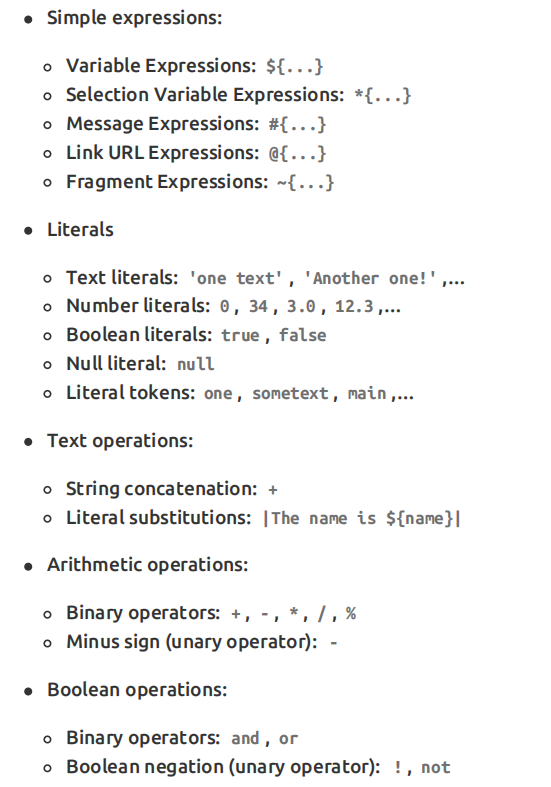 Simple expressions:
Variable Expressions: ${...}
Selection Variable Expressions: *{...}
Message Expressions: #{...}
Link URL Expressions: @{...}
Fragment Expressions: ~{...}
Literals
Text literals: 'one text' , 'Another one!' ,…
Number literals: 0 , 34 , 3.0 , 12.3 ,…
Boolean literals: true , false
Null literal: null
Literal tokens: one , sometext , main ,…
Text operations:
String concatenation: +
Literal substitutions: |The name is ${name}|
Arithmetic operations:
Binary operators: + , - , * , / , %
Minus sign (unary operator): -
Boolean operations:
Binary operators: and , or
Boolean negation (unary operator): ! , not